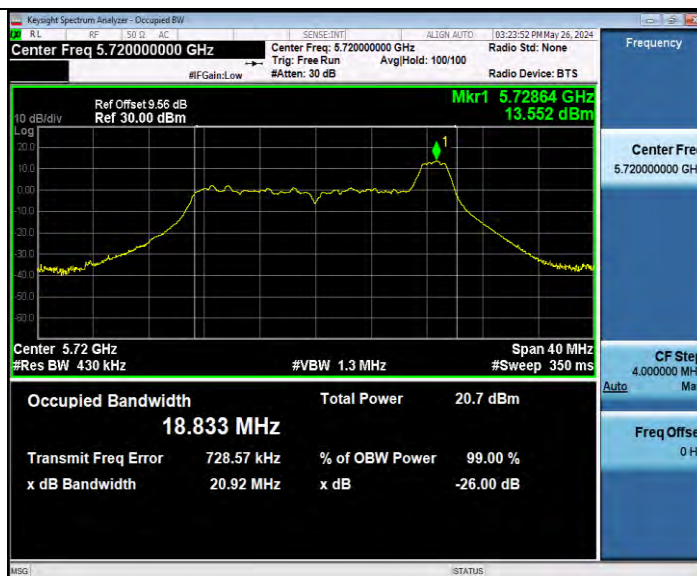 Keysight Spectrum Analyzer - Occupied BW
RL RF 50 Ω AC SENSE:INT ALIGN AUTO 03:23:52 PM May 26, 2024
Center Freq 5.720000000 GHz
Center Freq: 5.720000000 GHz
Radio Std: None
Trig: Free Run Avg|Hold: 100/100
#IFGain:Low #Atten: 30 dB Radio Device: BTS
Frequency
Ref Offset 9.56 dB
10 dB/div Ref 30.00 dBm
Mkr1 5.72864 GHz
13.552 dBm
Log
20.0
10.0
0.00
-10.0
-20.0
-30.0
-40.0
-50.0
-60.0
1
Center 5.72 GHz Span 40 MHz
#Res BW 430 kHz #VBW 1.3 MHz #Sweep 350 ms
Center Fre
5.720000000 GH
CF Step
4.000000 MH
Auto Ma
Freq Offse
0 H
Occupied Bandwidth Total Power 20.7 dBm
18.833 MHz
Transmit Freq Error 728.57 kHz % of OBW Power 99.00 %
x dB Bandwidth 20.92 MHz x dB -26.00 dB
MSG STATUS